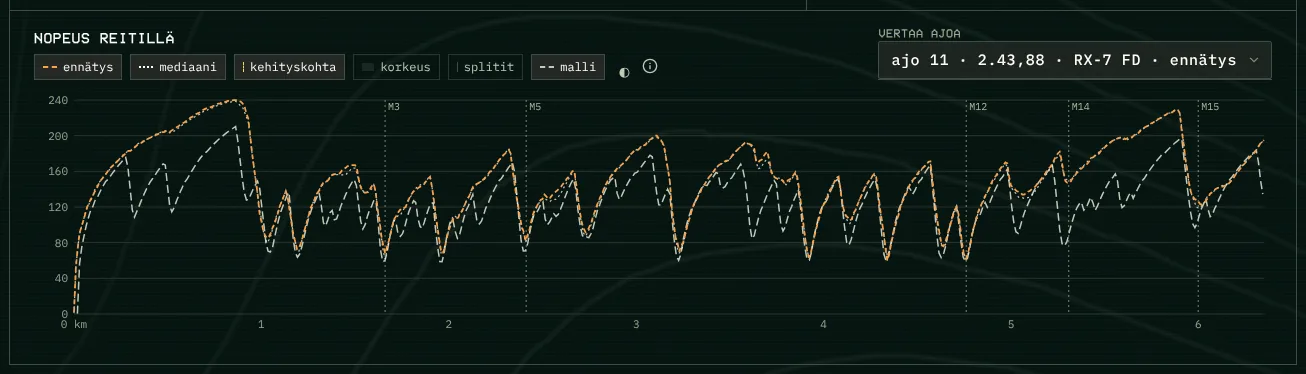 NOPEUS REITILLÄ
VERTAA AJOA
ennätys mediaani kehityskohta korkeus splitit malli
ajo 11 · 2.43,88 · RX-7 FD · ennätys
240
200
160
120
80
40
0
M3 M5 M12 M14 M15
0 km 1 2 3 4 5 6